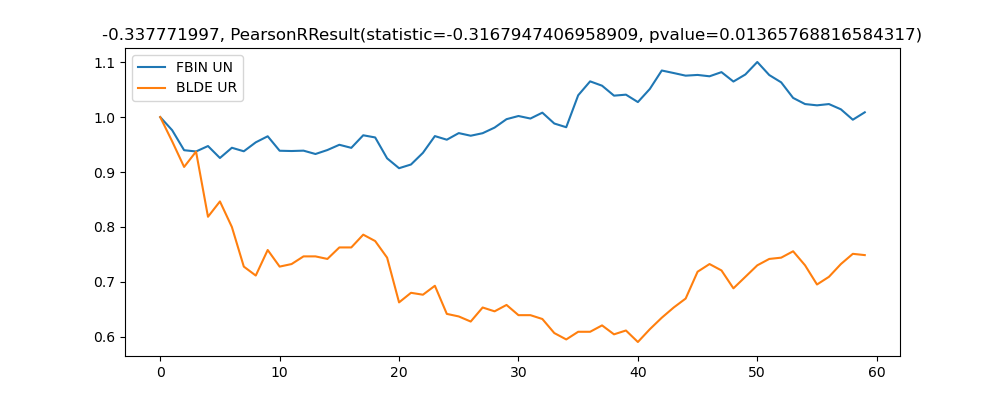 -0.337771997, PearsonRResult(statistic=-0.3167947406958909, pvalue=0.01365768816584317)
FBIN UN
BLDE UR
1.1
1.0
0.9
0.8
0.7
0.6
0 10 20 30 40 50 60